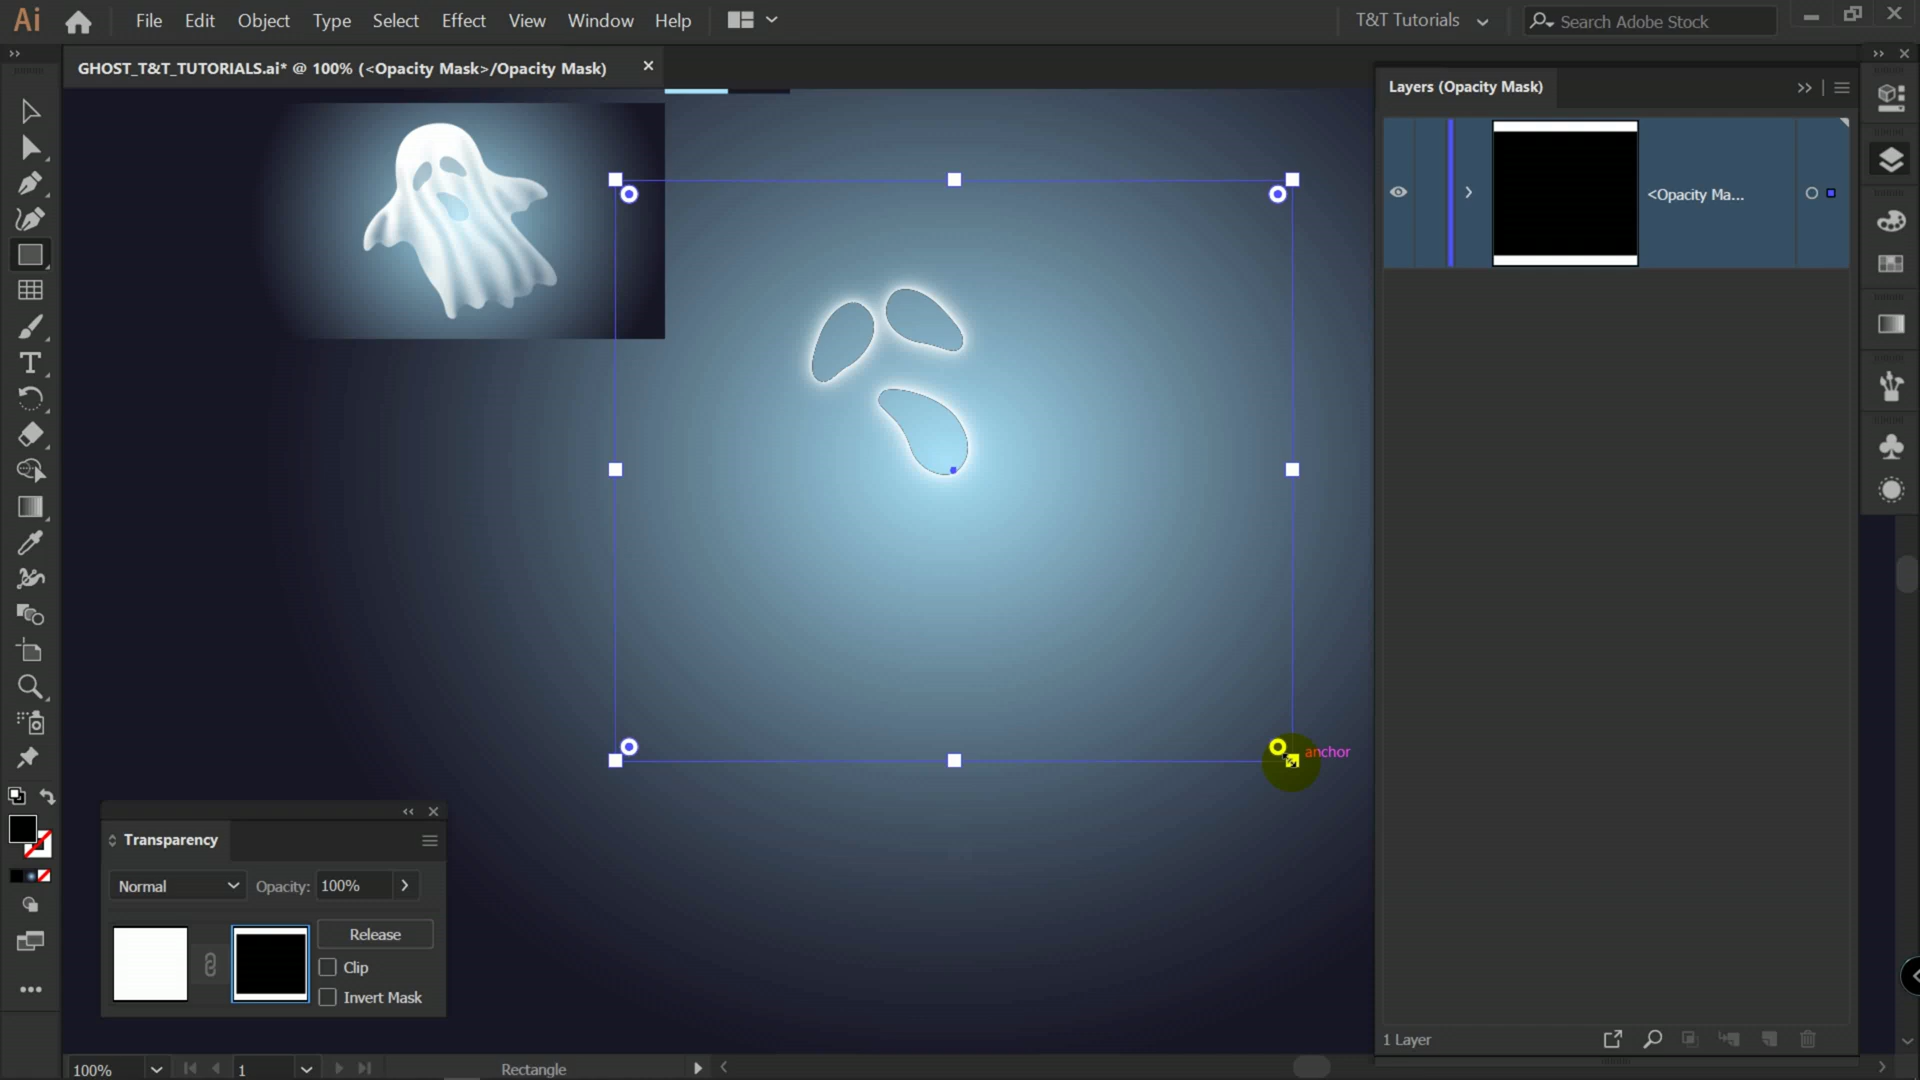 Ai File Edit Object Type Select Effect View Window Help T&T Tutorials Search Adobe Stock
GHOST_T&T_TUTORIALS.ai* @ 100% (<Opacity Mask>/Opacity Mask)
Layers (Opacity Mask)
<Opacity Ma...
anchor
Transparency
Normal Opacity: 100%
Release
Clip
Invert Mask
1 Layer
100% 1 Rectangle